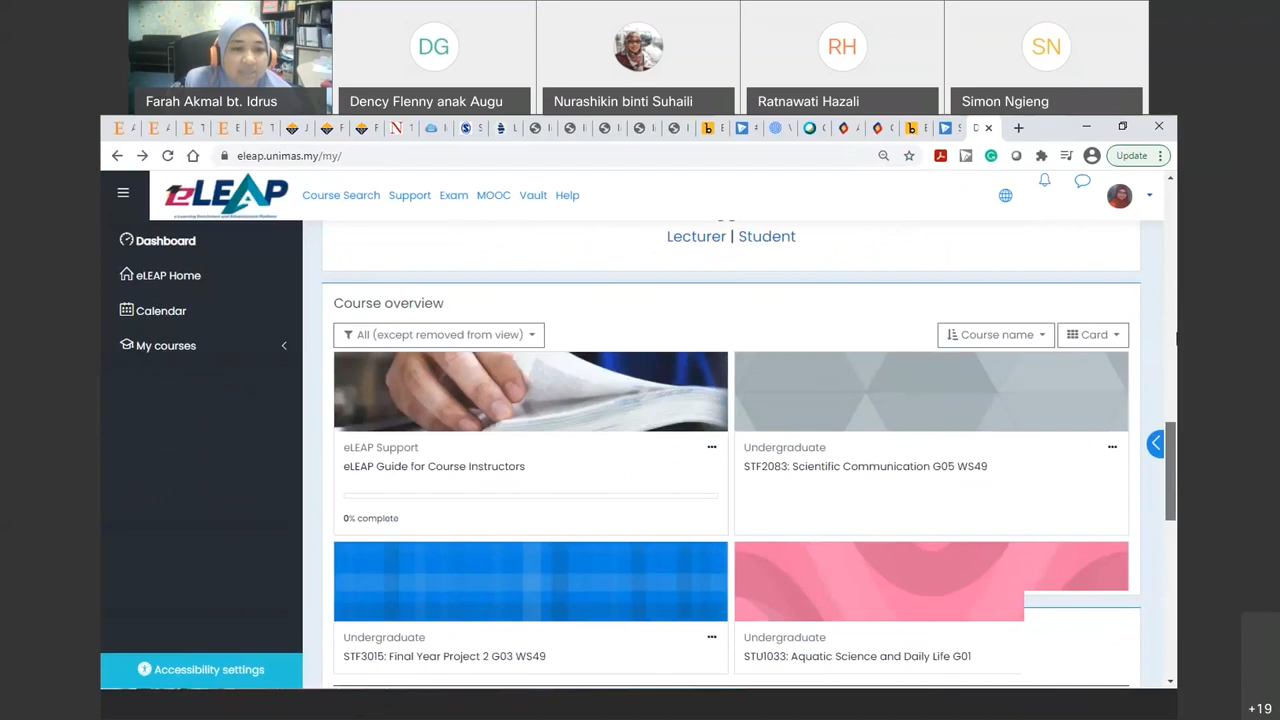 DG
RH
SN
Farah Akmal bt. Idrus
Dency Flenny anak Augu
Nurashikin binti Suhaili
Ratnawati Hazali
Simon Ngieng
eleap.unimas.my/my/
Update
eLEAP
Course Search
Support
Exam
MOOC
Vault
Help
Dashboard
eLEAP Home
Calendar
My courses
Accessibility settings
Lecturer | Student
Course overview
All (except removed from view)
Course name
Card
eLEAP Support
eLEAP Guide for Course Instructors
0% complete
Undergraduate
STF2083: Scientific Communication G05 WS49
Undergraduate
STF3015: Final Year Project 2 G03 WS49
Undergraduate
STU1033: Aquatic Science and Daily Life G01
+19